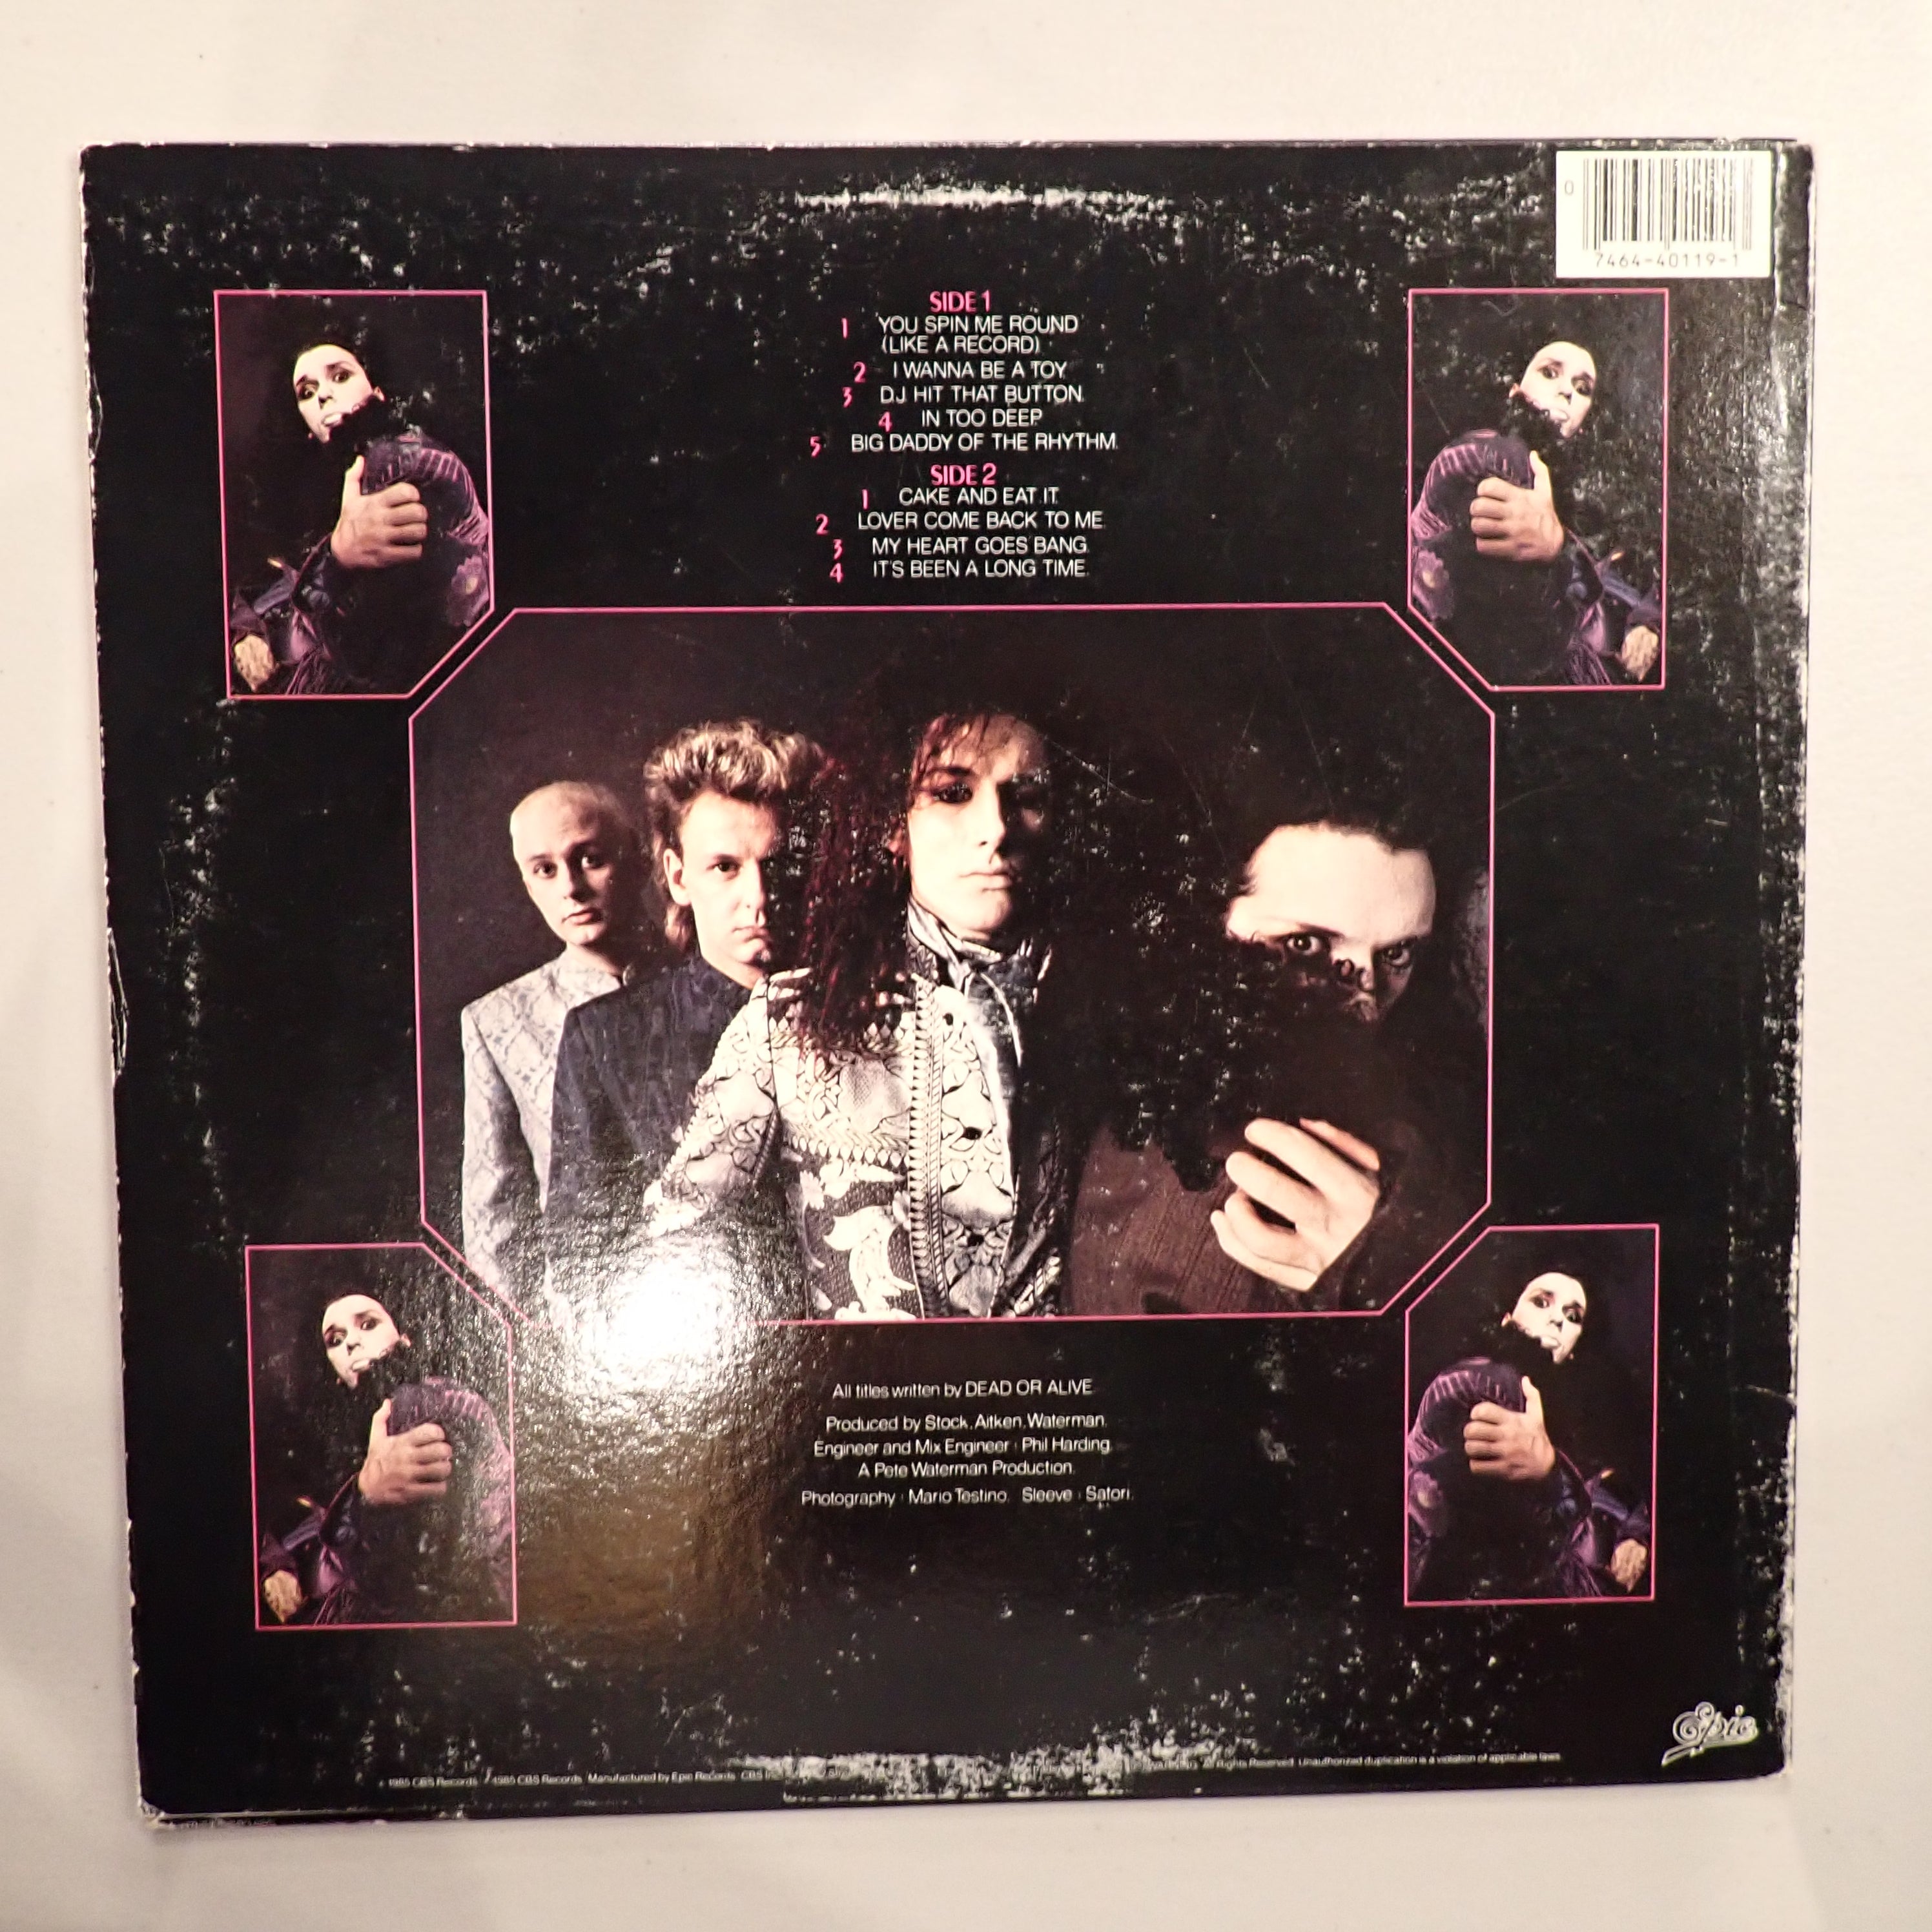 0
7464-40119-1
SIDE 1
1 YOU SPIN ME ROUND
(LIKE A RECORD)
2 I WANNA BE A TOY.
3 DJ HIT THAT BUTTON.
4 IN TOO DEEP.
5 BIG DADDY OF THE RHYTHM.
SIDE 2
1 CAKE AND EAT IT.
2 LOVER COME BACK TO ME.
3 MY HEART GOES BANG.
4 IT'S BEEN A LONG TIME.
All titles written by DEAD OR ALIVE.
Produced by Stock, Aitken, Waterman.
Engineer and Mix Engineer : Phil Harding.
A Pete Waterman Production.
Photography : Mario Testino. Sleeve : Satori.
Epic
1985 CBS Records / 1985 CBS Records / Manufactured by Epic Records / CBS All Rights Reserved. Unauthorized duplication is a violation of applicable laws.